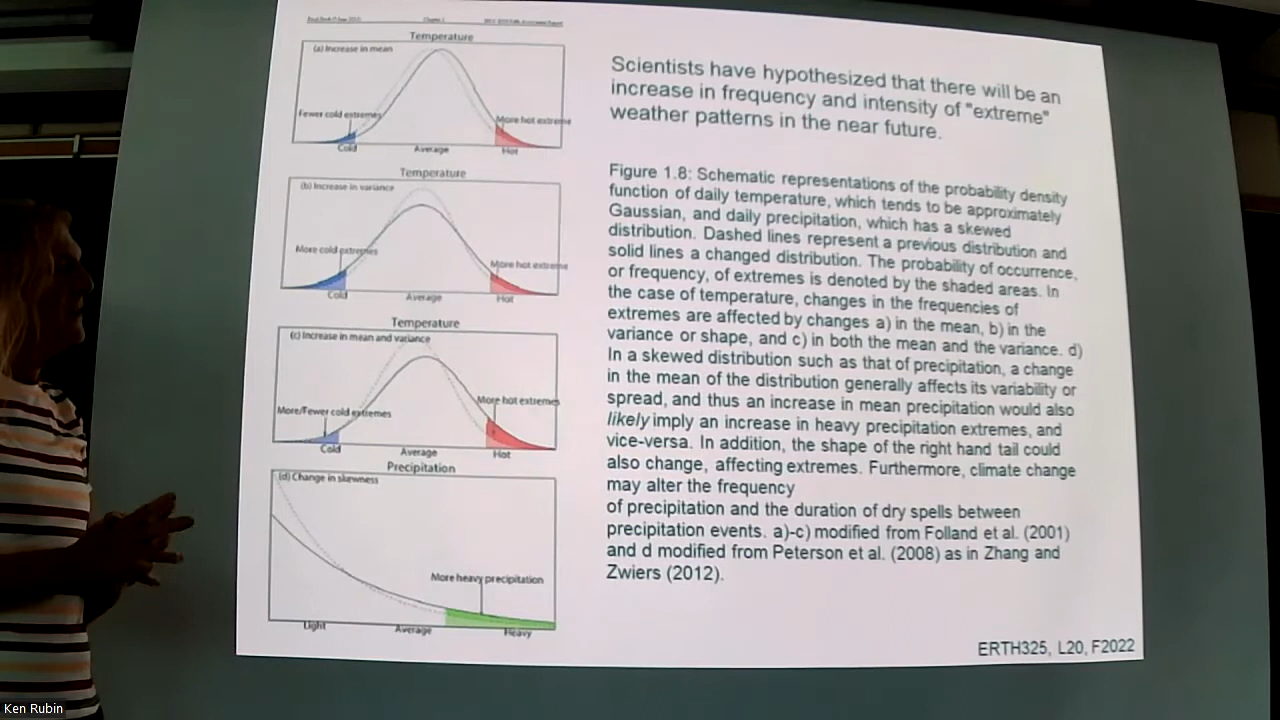 Chapter 1
Temperature
(a) Increase in mean
Fewer cold extremes
More hot extreme
Cold
Average
Hot
Temperature
(b) Increase in variance
More cold extremes
More hot extreme
Cold
Average
Hot
Temperature
(c) Increase in mean and variance
More/Fewer cold extremes
More hot extremes
Cold
Average
Hot
Precipitation
(d) Change in skewness
More heavy precipitation
Light
Average
Heavy
Scientists have hypothesized that there will be an
increase in frequency and intensity of "extreme"
weather patterns in the near future.
Figure 1.8: Schematic representations of the probability density
function of daily temperature, which tends to be approximately
Gaussian, and daily precipitation, which has a skewed
distribution. Dashed lines represent a previous distribution and
solid lines a changed distribution. The probability of occurrence,
or frequency, of extremes is denoted by the shaded areas. In
the case of temperature, changes in the frequencies of
extremes are affected by changes a) in the mean, b) in the
variance or shape, and c) in both the mean and the variance. d)
In a skewed distribution such as that of precipitation, a change
in the mean of the distribution generally affects its variability or
spread, and thus an increase in mean precipitation would also
likely imply an increase in heavy precipitation extremes, and
vice-versa. In addition, the shape of the right hand tail could
also change, affecting extremes. Furthermore, climate change
may alter the frequency
of precipitation and the duration of dry spells between
precipitation events. a)-c) modified from Folland et al. (2001)
and d modified from Peterson et al. (2008) as in Zhang and
Zwiers (2012).
ERTH325, L20, F2022
Ken Rubin